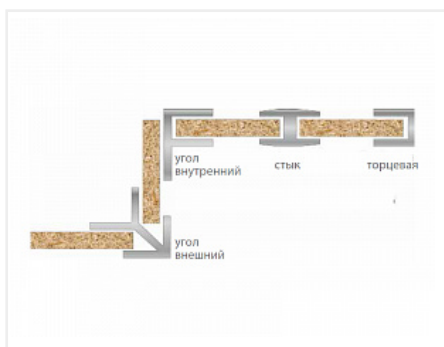 угол
внутренний
стык
торцевая
угол
внешний